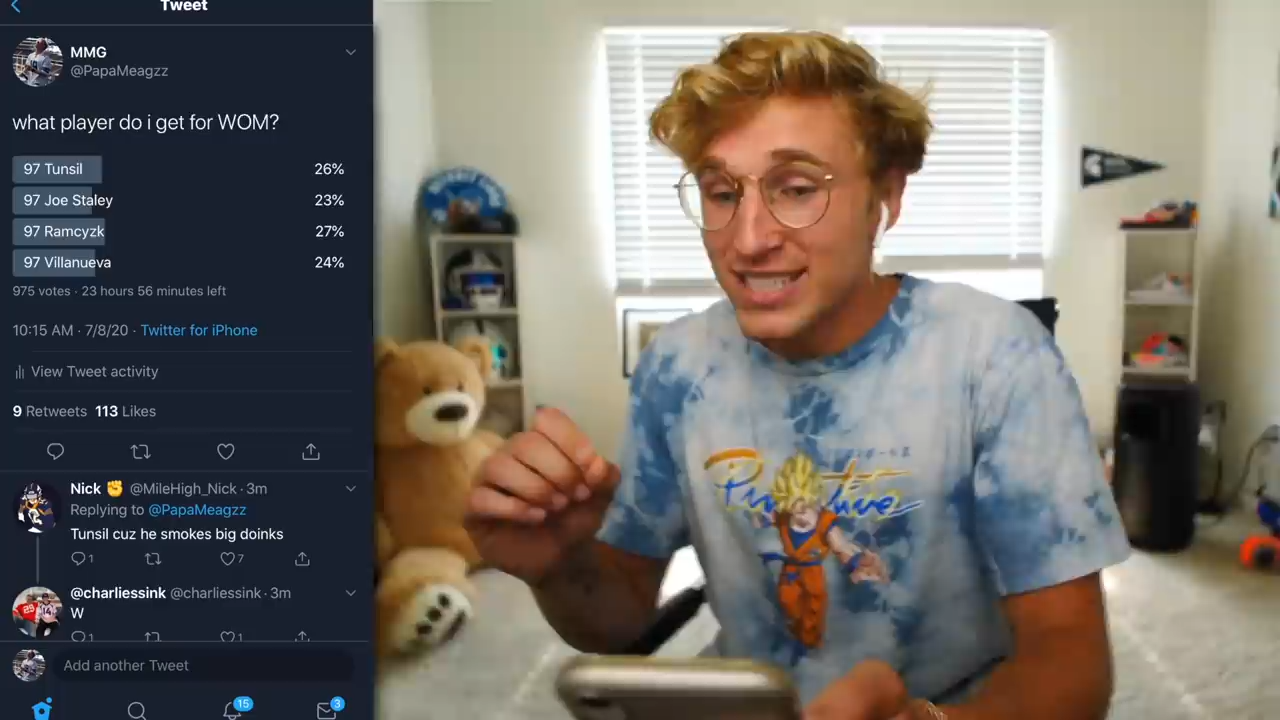 Tweet
MMG
@PapaMeagzz
what player do i get for WOM?
97 Tunsil 26%
97 Joe Staley 23%
97 Ramcyzk 27%
97 Villanueva 24%
975 votes · 23 hours 56 minutes left
10:15 AM · 7/8/20 · Twitter for iPhone
View Tweet activity
9 Retweets 113 Likes
Nick ✊ @MileHigh_Nick · 3m
Replying to @PapaMeagzz
Tunsil cuz he smokes big doinks
1 7
@charliessink @charliessink · 3m
W
1 1
Add another Tweet
15 3